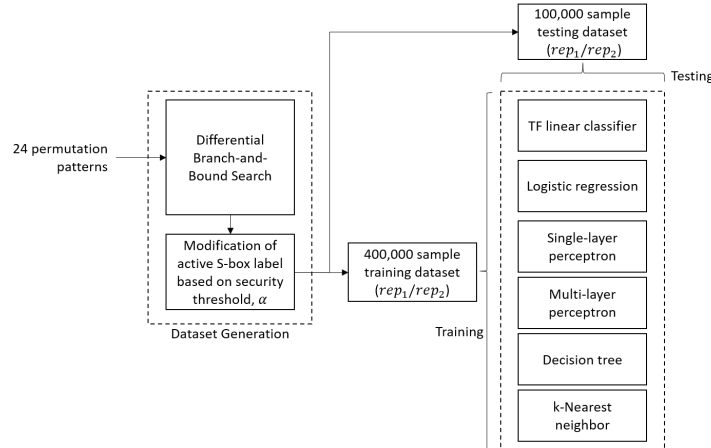 100,000 sample
testing dataset
(rep₁/rep₂)
Testing
24 permutation
patterns
Differential
Branch-and-
Bound Search
Modification of
active S-box label
based on security
threshold, α
Dataset Generation
400,000 sample
training dataset
(rep₁/rep₂)
Training
TF linear classifier
Logistic regression
Single-layer
perceptron
Multi-layer
perceptron
Decision tree
k-Nearest
neighbor